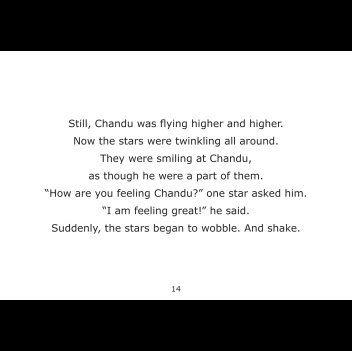 Still, Chandu was flying higher and higher.
Now the stars were twinkling all around.
They were smiling at Chandu,
as though he were a part of them.
“How are you feeling Chandu?” one star asked him.
“I am feeling great!” he said.
Suddenly, the stars began to wobble. And shake.
14